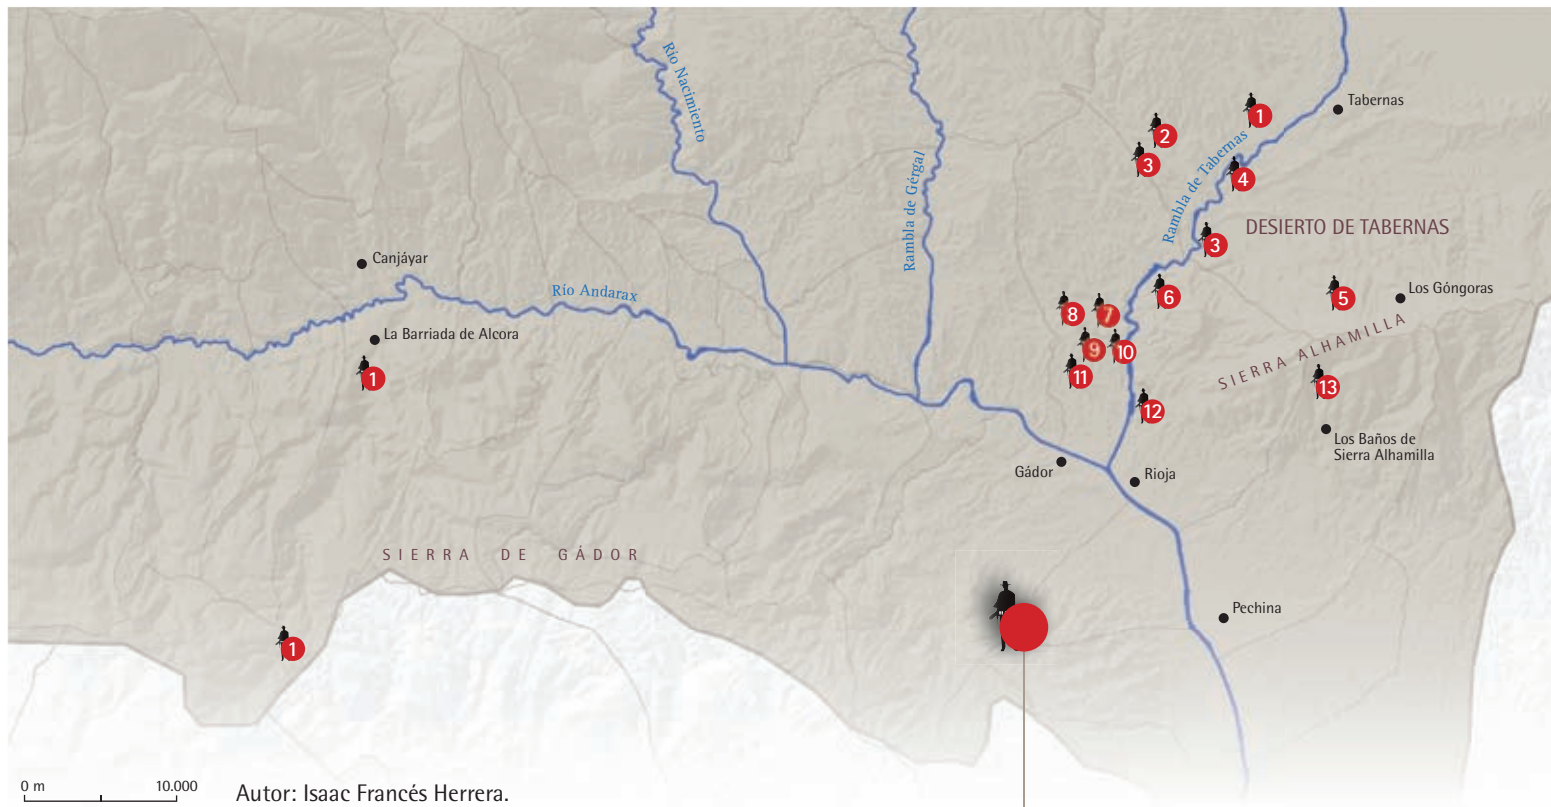 Río Nacimiento
Rambla de Gérgal
Rambla de Tabernas
Tabernas
1
2
3
4
DESIERTO DE TABERNAS
3
Canjáyar
Río Andarax
6
5
Los Góngoras
8
7
La Barriada de Alcora
SIERRA ALHAMILLA
9
10
1
11
13
12
Los Baños de
Sierra Alhamilla
Gádor
Rioja
SIERRA DE GÁDOR
Pechina
1
0 m
10.000
Autor: Isaac Francés Herrera.